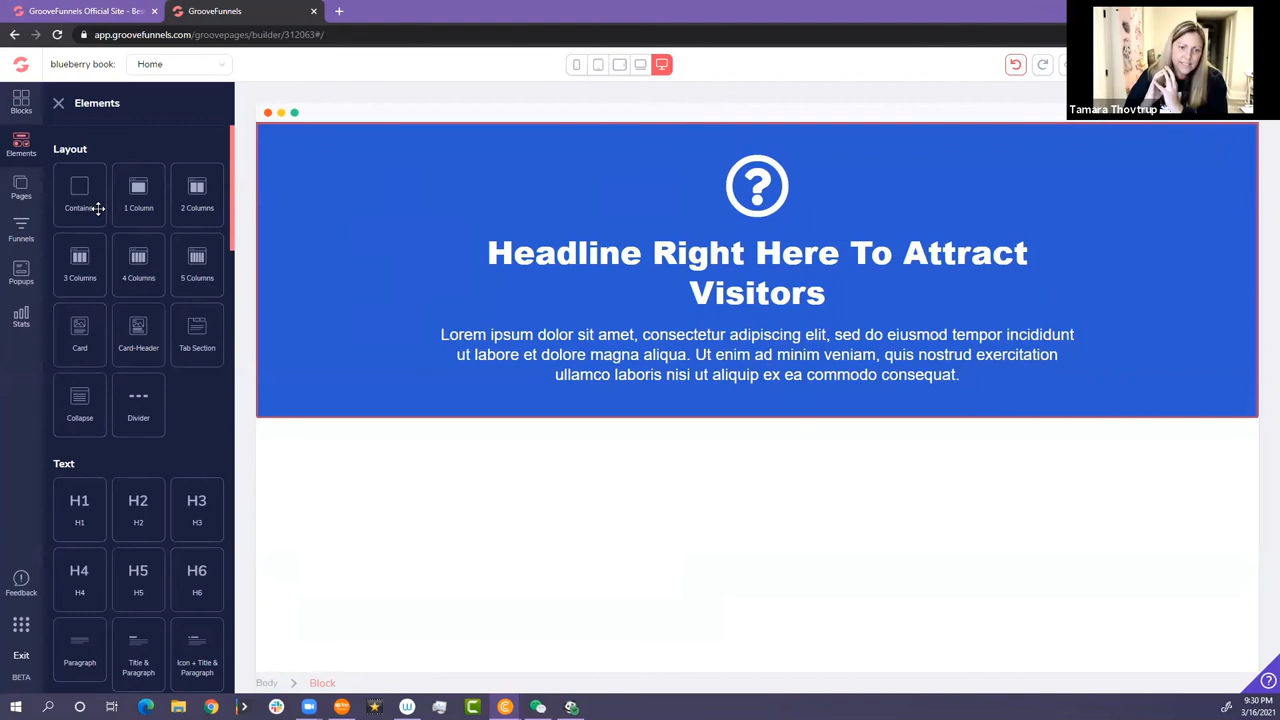 GrooveFunnels Official Site - Bes
GrooveFunnels
app.groovefunnels.com/groovepages/builder/312063#/
Tamara Thovtrup
blueberry book:
Home
Blocks
Elements
Pages
Funnels
Popups
Stats
Feedback
Exit
BETA
Elements
Layout
Container
1 Column
2 Columns
3 Columns
4 Columns
5 Columns
Card
Card-Header
Tab Section
Collapse
Divider
Text
H1 H2 H3
H1 H2 H3
H4 H5 H6
H4 H5 H6
Paragraph
Title &
Paragraph
Icon + Title &
Paragraph
Headline Right Here To Attract
Visitors
Lorem ipsum dolor sit amet, consectetur adipiscing elit, sed do eiusmod tempor incididunt
ut labore et dolore magna aliqua. Ut enim ad minim veniam, quis nostrud exercitation
ullamco laboris nisi ut aliquip ex ea commodo consequat.
Body
Block
9:30 PM
3/16/2021